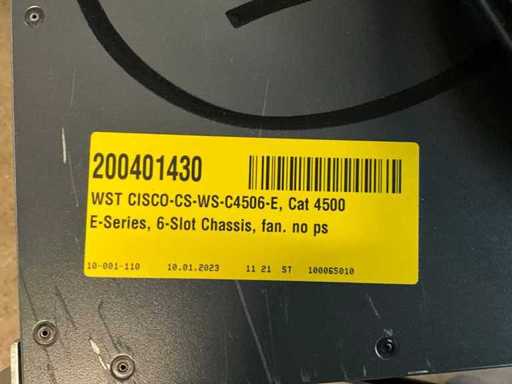 200401430
WST CISCO-CS-WS-C4506-E, Cat 4500
E-Series, 6-Slot Chassis, fan. no ps
10-001-110 10.01.2023 11 21 ST 100065010